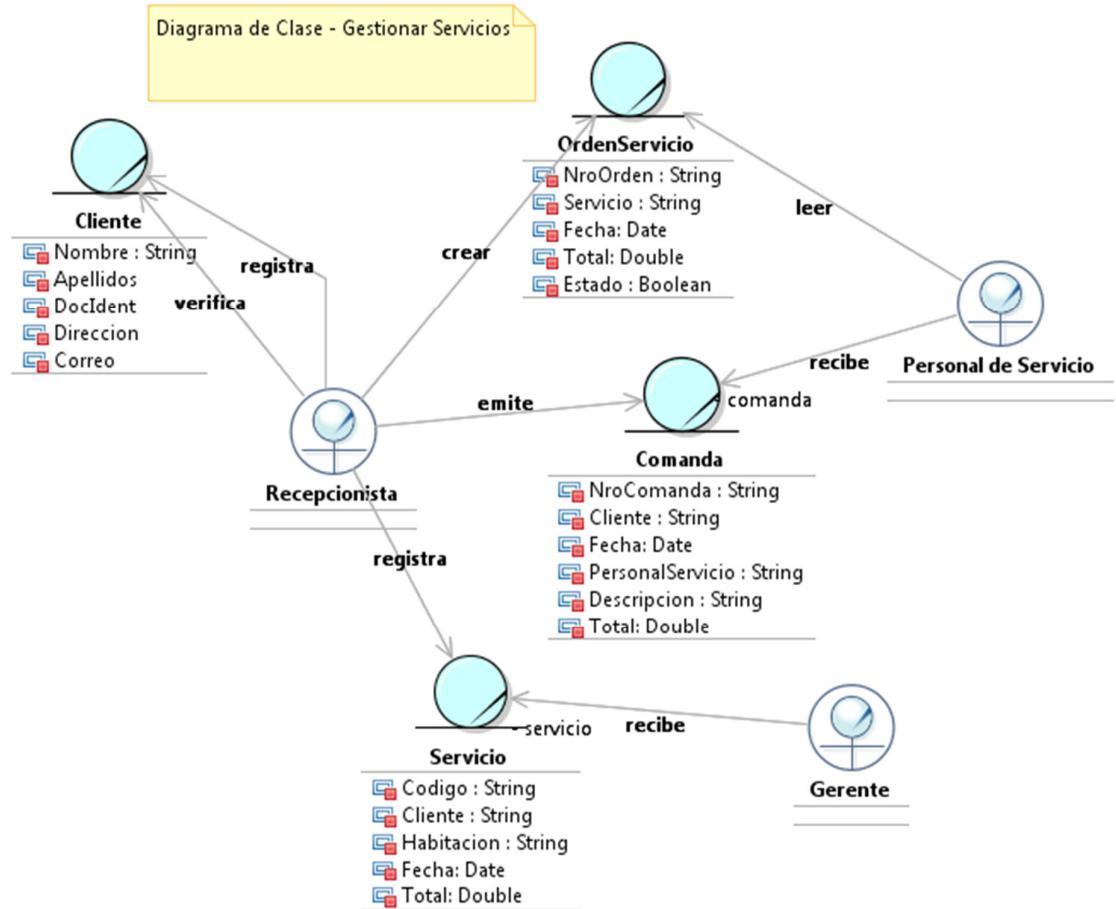 Diagrama de Clase - Gestionar Servicios
OrdenServicio
NroOrden : String
Servicio : String
Fecha: Date
Total: Double
Estado : Boolean
Cliente
Nombre : String
Apellidos
DocIdent
Direccion
Correo
registra
verifica
crear
leer
Personal de Servicio
recibe
emite
- comanda
Comanda
NroComanda : String
Cliente : String
Fecha: Date
PersonalServicio : String
Descripcion : String
Total: Double
Recepcionista
registra
- servicio
recibe
Servicio
Codigo : String
Cliente : String
Habitacion : String
Fecha: Date
Total: Double
Gerente